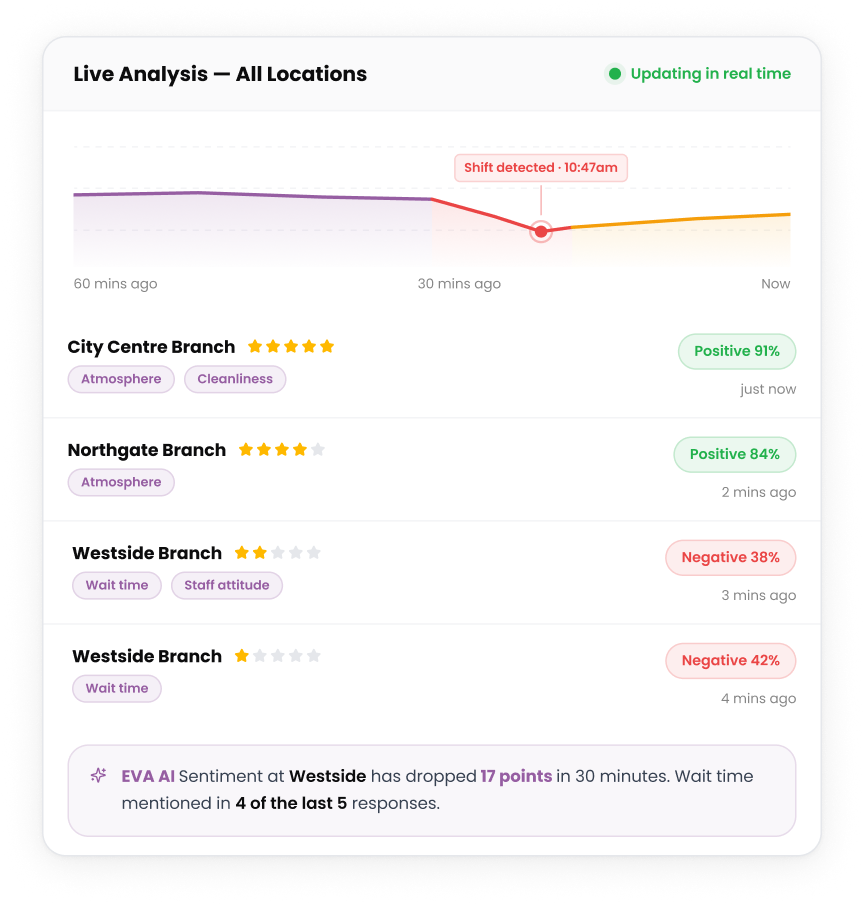 Live Analysis — All Locations
Updating in real time
Shift detected · 10:47am
60 mins ago
30 mins ago
Now
City Centre Branch
Positive 91%
Atmosphere
Cleanliness
just now
Northgate Branch
Positive 84%
Atmosphere
2 mins ago
Westside Branch
Negative 38%
Wait time
Staff attitude
3 mins ago
Westside Branch
Negative 42%
Wait time
4 mins ago
EVA AI Sentiment at Westside has dropped 17 points in 30 minutes. Wait time
mentioned in 4 of the last 5 responses.